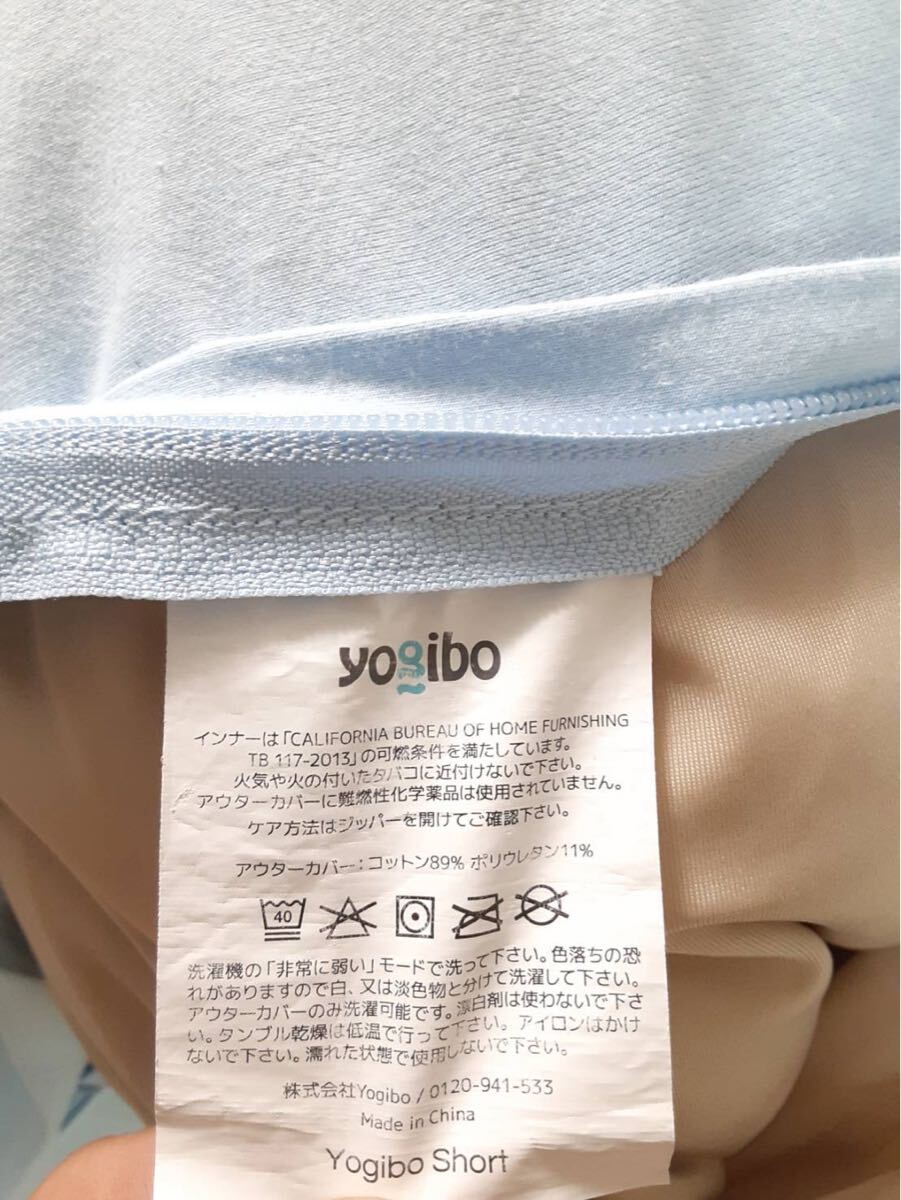 yogibo
インナーは「CALIFORNIA BUREAU OF HOME FURNISHING
TB 117-2013」の可燃条件を満たしています。
火気や火の付いたタバコに近付けないで下さい。
アウターカバーに難燃性化学薬品は使用されていません。
ケア方法はジッパーを開けてご確認下さい。
アウターカバー：コットン89% ポリウレタン11%
40
洗濯機の「非常に弱い」モードで洗って下さい。色落ちの恐
れがありますので白、又は淡色物と分けて洗濯して下さい。
アウターカバーのみ洗濯可能です。漂白剤は使わないで下さ
い。タンブル乾燥は低温で行って下さい。アイロンはかけ
ないで下さい。濡れた状態で使用しないで下さい。
株式会社Yogibo / 0120-941-533
Made in China
Yogibo Short